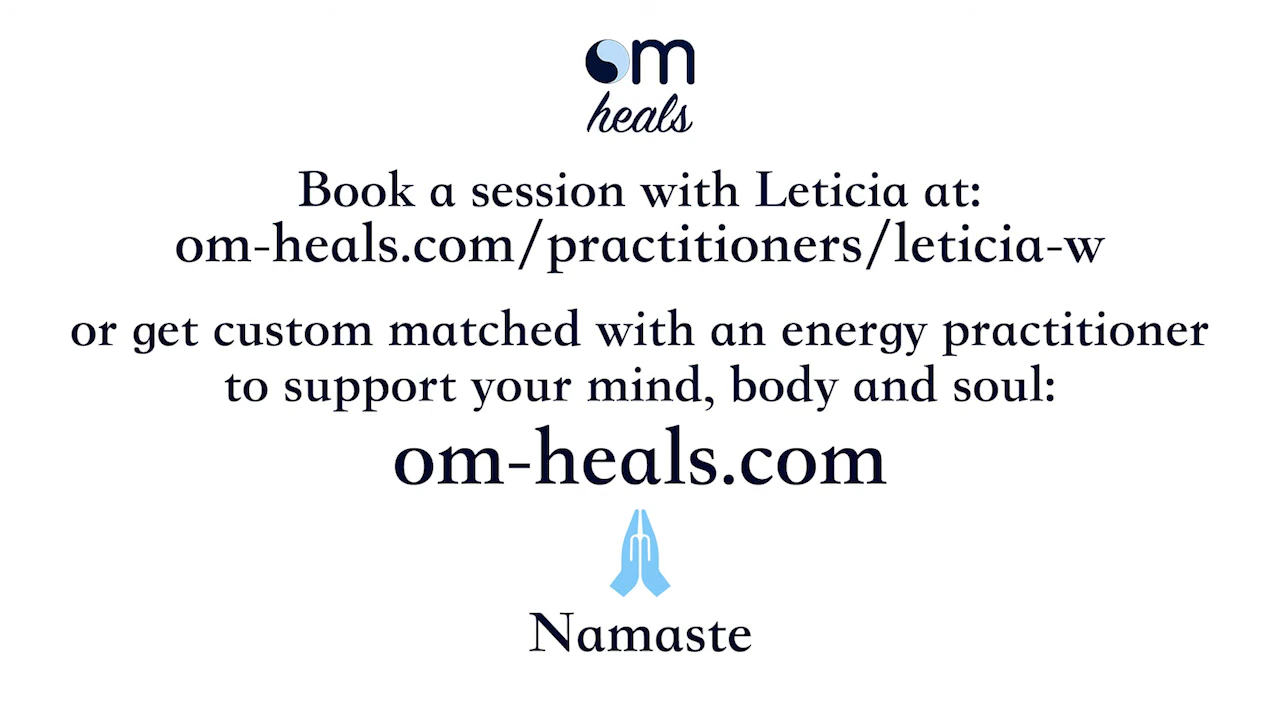 om
heals
Book a session with Leticia at:
om-heals.com/practitioners/leticia-w
or get custom matched with an energy practitioner
to support your mind, body and soul:
om-heals.com
Namaste